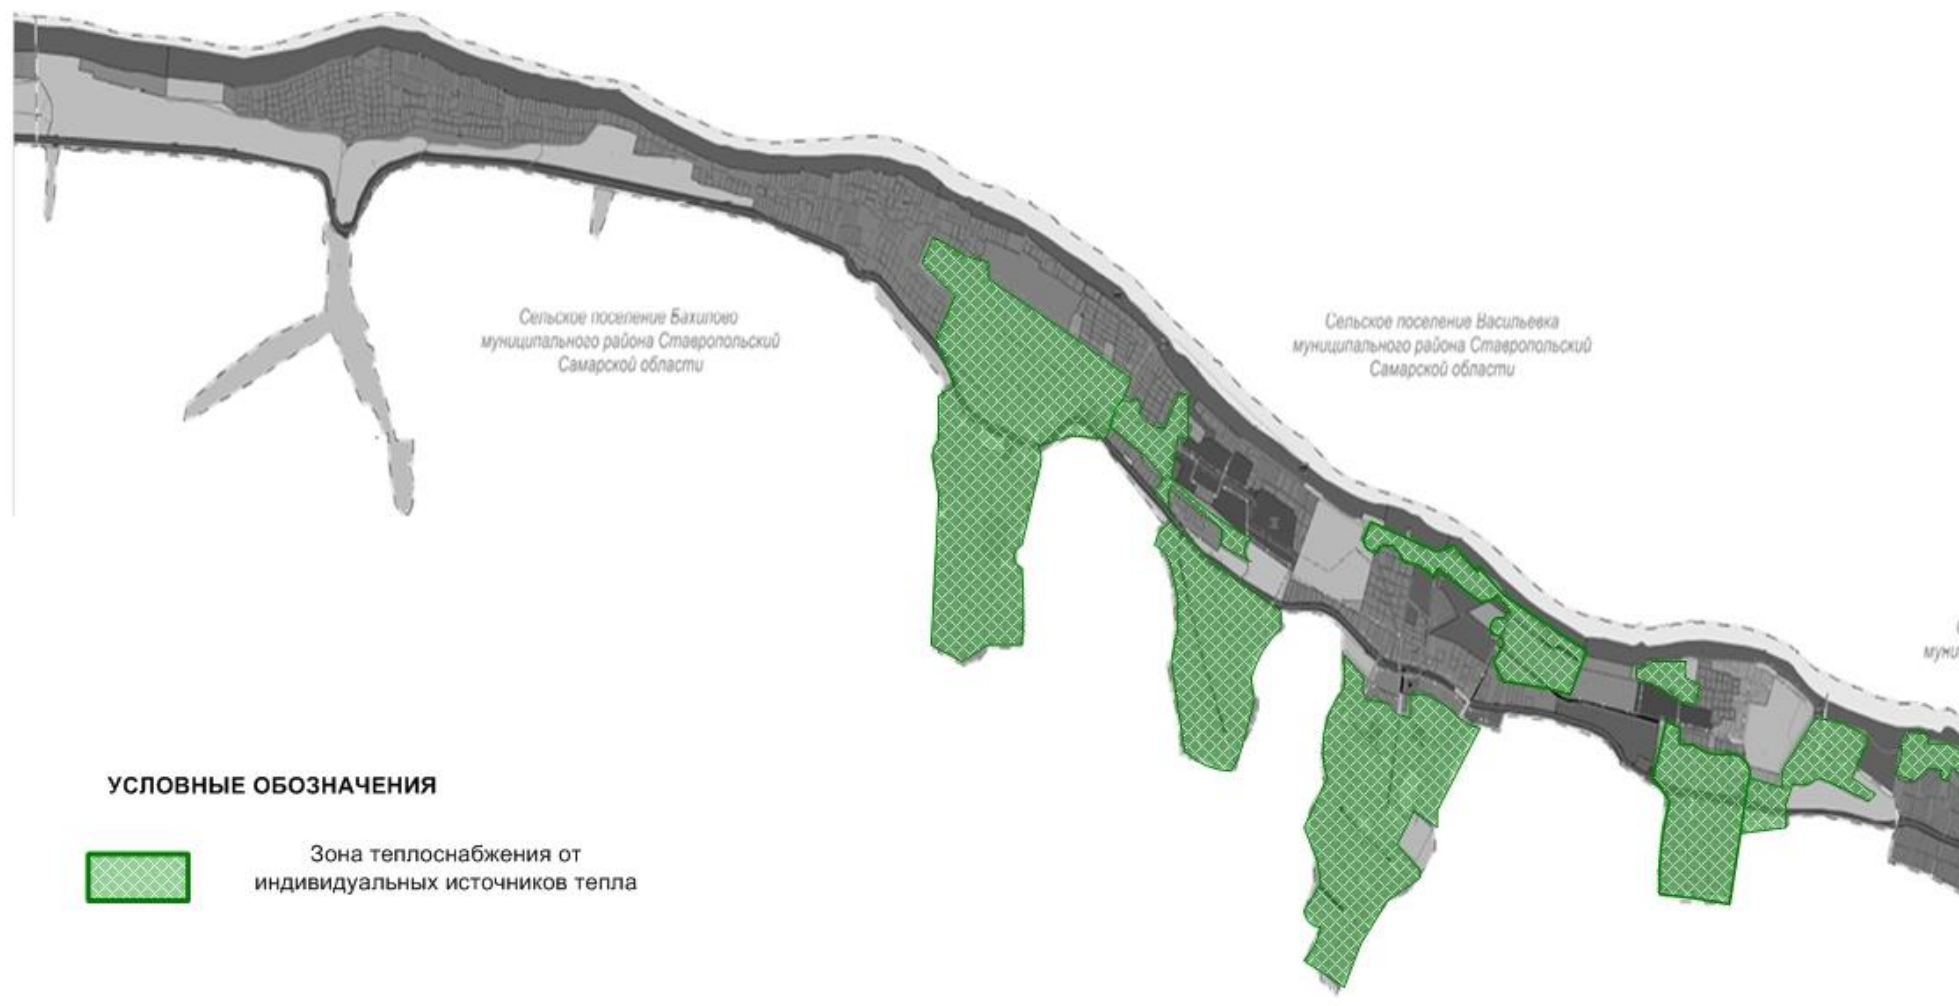 Сельское поселение Бахилово
муниципального района Ставропольский
Самарской области
Сельское поселение Васильевка
муниципального района Ставропольский
Самарской области
муни
УСЛОВНЫЕ ОБОЗНАЧЕНИЯ
Зона теплоснабжения от
индивидуальных источников тепла